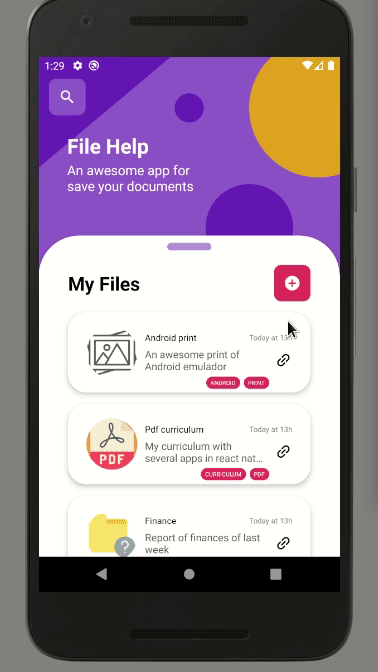 1:29
File Help
An awesome app for
save your documents
My Files
Android print
Today at 13h
An awesome print of
Android emulador
ANDROID PRINT
Pdf curriculum
Today at 13h
My curriculum with
several apps in react nat...
CURRICULUM PDF
PDF
Finance
Today at 13h
Report of finances of last
week